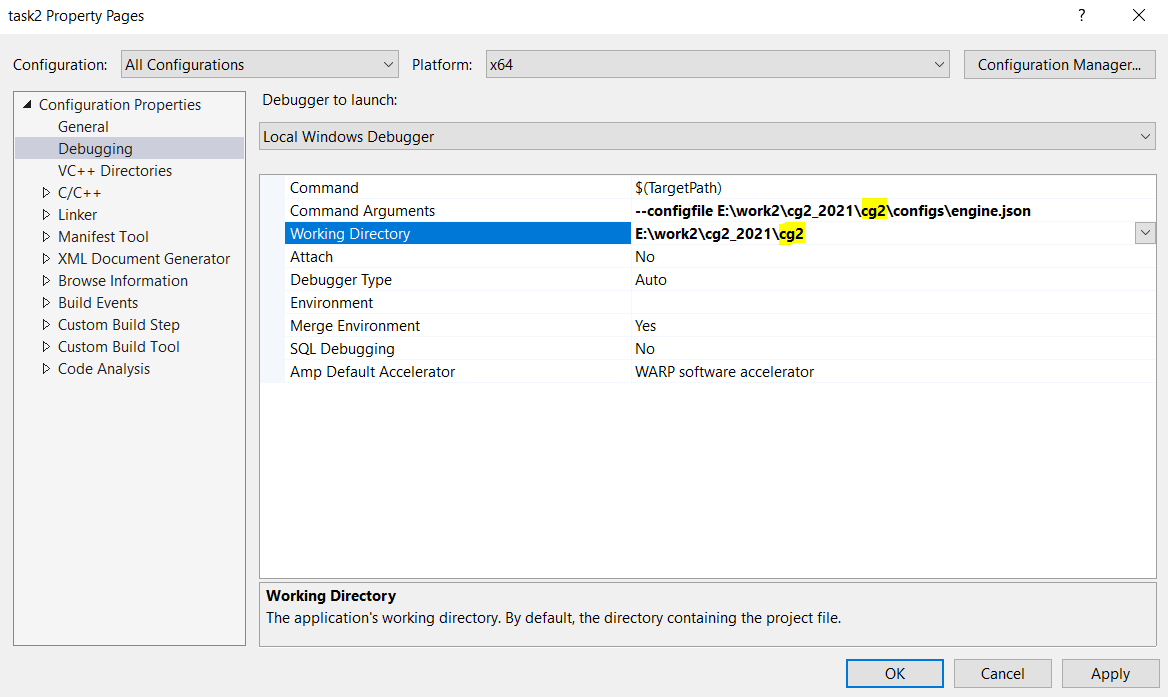 task2 Property Pages
?
Configuration: All Configurations Platform: x64 Configuration Manager...
Configuration Properties
General
Debugging
VC++ Directories
C/C++
Linker
Manifest Tool
XML Document Generator
Browse Information
Build Events
Custom Build Step
Custom Build Tool
Code Analysis
Debugger to launch:
Local Windows Debugger
Command $(TargetPath)
Command Arguments --configfile E:\work2\cg2_2021\cg2\configs\engine.json
Working Directory E:\work2\cg2_2021\cg2
Attach No
Debugger Type Auto
Environment
Merge Environment Yes
SQL Debugging No
Amp Default Accelerator WARP software accelerator
Working Directory
The application's working directory. By default, the directory containing the project file.
OK Cancel Apply